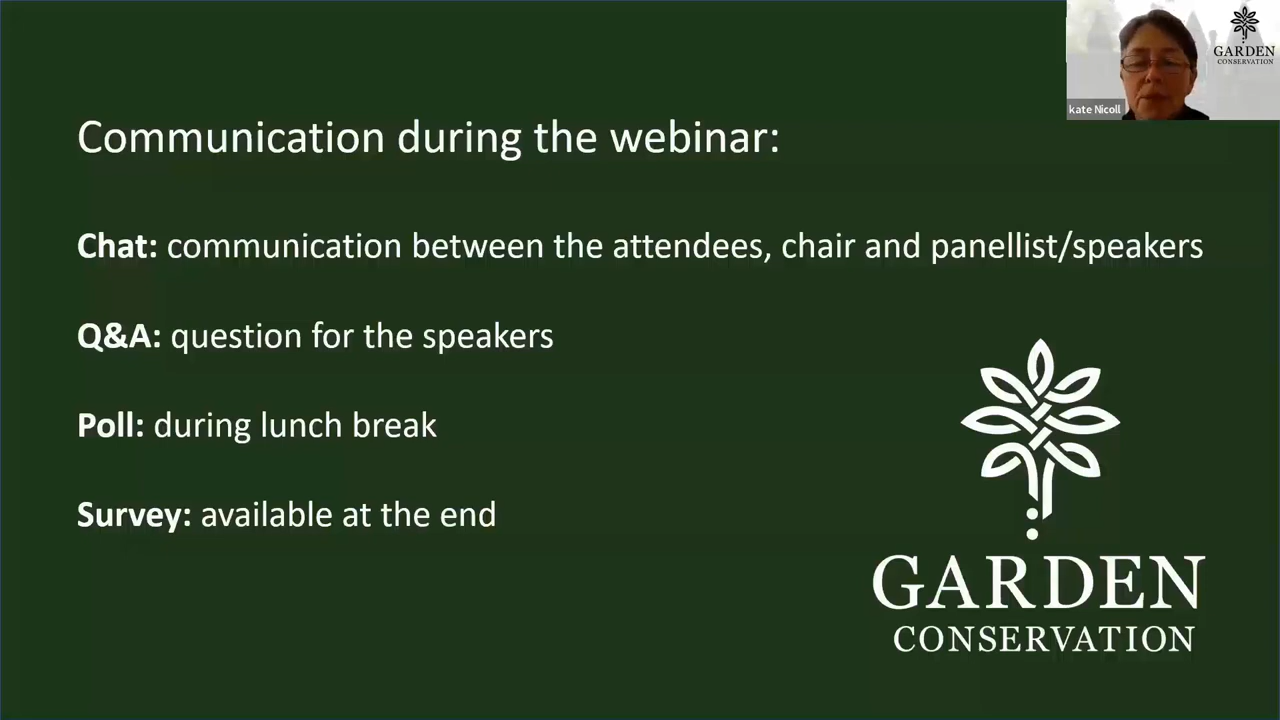 GARDEN
CONSERVATION
kate Nicoll
Communication during the webinar:
Chat: communication between the attendees, chair and panellist/speakers
Q&A: question for the speakers
Poll: during lunch break
Survey: available at the end
GARDEN
CONSERVATION